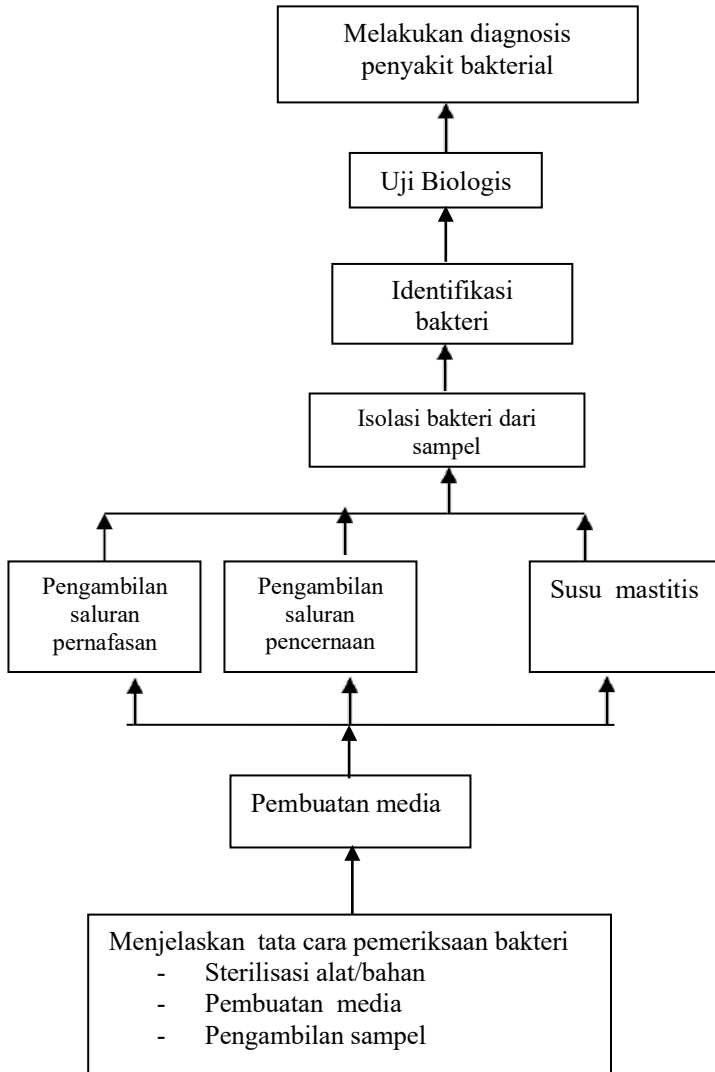 Melakukan diagnosis
penyakit bakterial
Uji Biologis
Identifikasi
bakteri
Isolasi bakteri dari
sampel
Pengambilan
saluran
pernafasan
Pengambilan
saluran
pencernaan
Susu mastitis
Pembuatan media
Menjelaskan tata cara pemeriksaan bakteri
- Sterilisasi alat/bahan
- Pembuatan media
- Pengambilan sampel